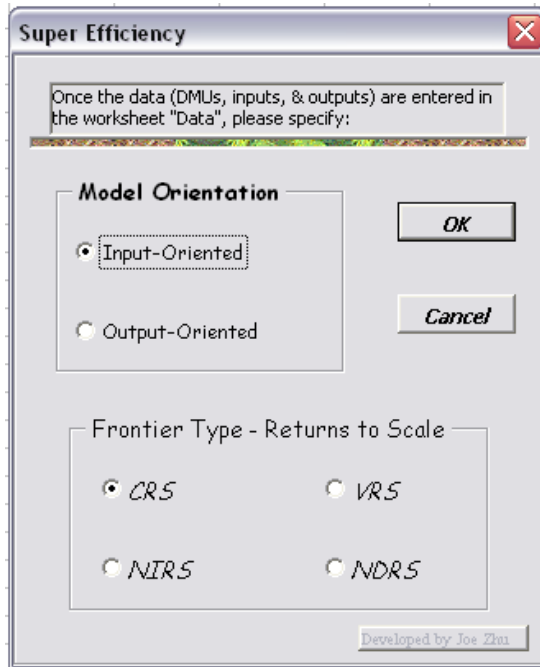 Super Efficiency
Once the data (DMUs, inputs, & outputs) are entered in
the worksheet "Data", please specify:
Model Orientation
Input-Oriented
Output-Oriented
OK
Cancel
Frontier Type - Returns to Scale
CRS
VRS
NIRS
NDRS
Developed by Joe Zhu